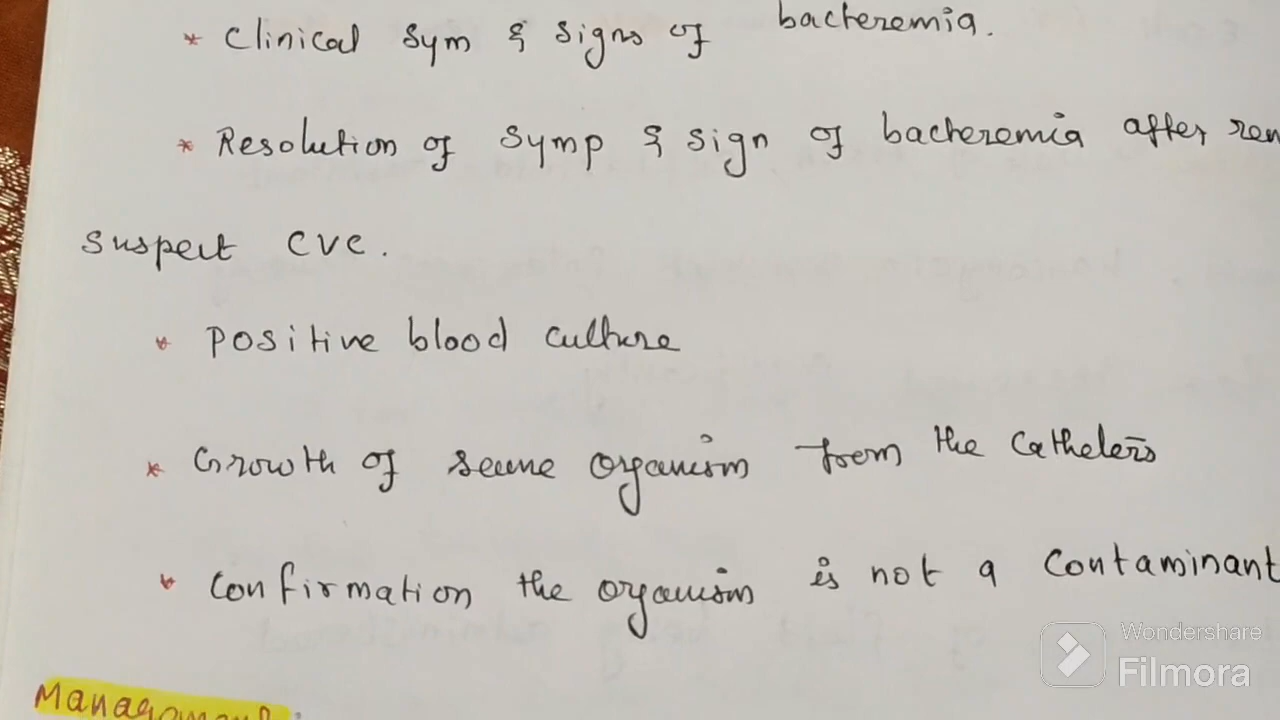 * Clinical Sym & Signs of bacteremia.
* Resolution of Symp & Sign of bacteremia after rem
Suspect CVC.
* Positive blood culture
* Growth of same organism from the Catheters
* Confirmation the organism is not a Contaminant
Wondershare
Filmora
Management: